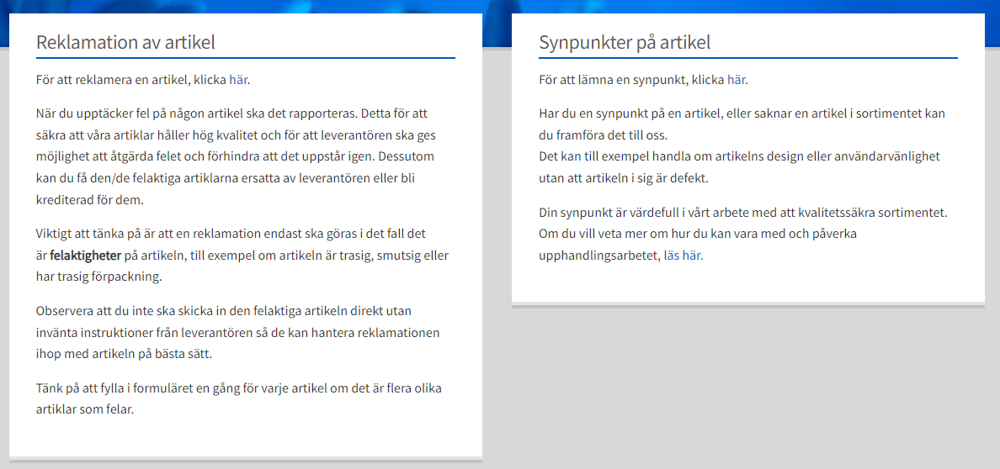 Reklamation av artikel
För att reklamera en artikel, klicka här.
När du upptäcker fel på någon artikel ska det rapporteras. Detta för att
säkra att våra artiklar håller hög kvalitet och för att leverantören ska ges
möjlighet att åtgärda felet och förhindra att det uppstår igen. Dessutom
kan du få den/de felaktiga artiklarna ersatta av leverantören eller bli
krediterad för dem.
Viktigt att tänka på är att en reklamation endast ska göras i det fall det
är felaktigheter på artikeln, till exempel om artikeln är trasig, smutsig eller
har trasig förpackning.
Observera att du inte ska skicka in den felaktiga artikeln direkt utan
invänta instruktioner från leverantören så de kan hantera reklamationen
ihop med artikeln på bästa sätt.
Tänk på att fylla i formuläret en gång för varje artikel om det är flera olika
artiklar som felar.
Synpunkter på artikel
För att lämna en synpunkt, klicka här.
Har du en synpunkt på en artikel, eller saknar en artikel i sortimentet kan
du framföra det till oss.
Det kan till exempel handla om artikelns design eller användarvänlighet
utan att artikeln i sig är defekt.
Din synpunkt är värdefull i vårt arbete med att kvalitetssäkra sortimentet.
Om du vill veta mer om hur du kan vara med och påverka
upphandlingsarbetet, läs här.